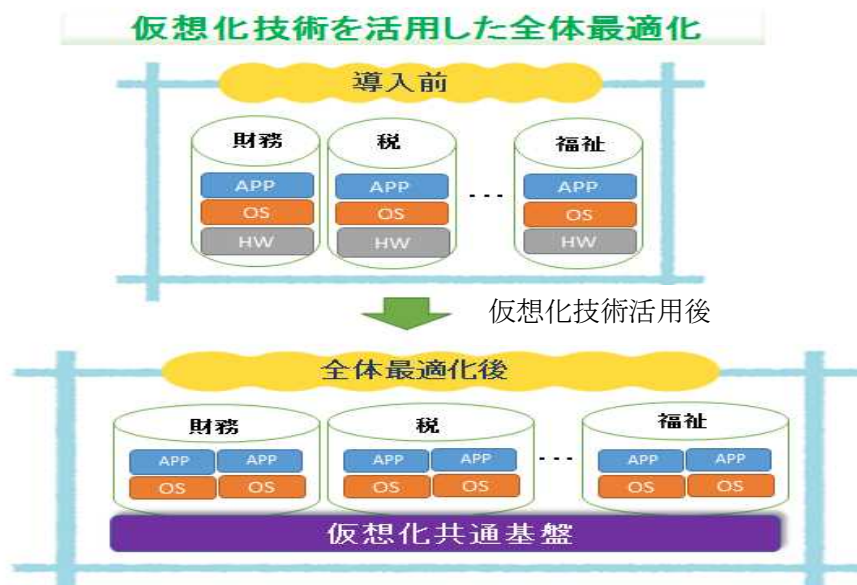 仮想化技術を活用した全体最適化
導入前
財務 税 福祉
APP APP ... APP
OS OS OS
HW HW HW
仮想化技術活用後
全体最適化後
財務 税 福祉
APP APP APP APP ... APP APP
OS OS OS OS OS OS
仮想化共通基盤